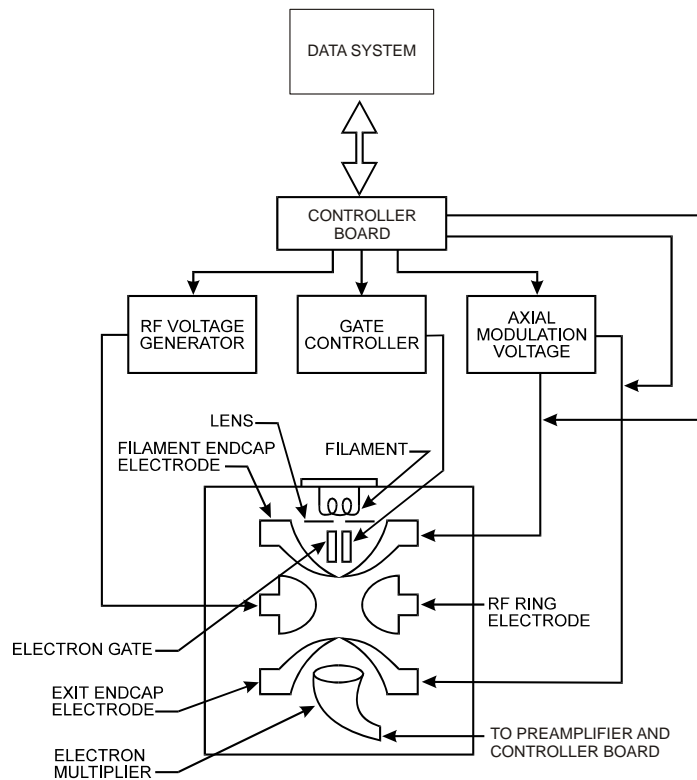 DATA SYSTEM
CONTROLLER
BOARD
RF VOLTAGE
GENERATOR
GATE
CONTROLLER
AXIAL
MODULATION
VOLTAGE
LENS
FILAMENT ENDCAP
ELECTRODE
FILAMENT
RF RING
ELECTRODE
ELECTRON GATE
EXIT ENDCAP
ELECTRODE
ELECTRON
MULTIPLIER
TO PREAMPLIFIER AND
CONTROLLER BOARD